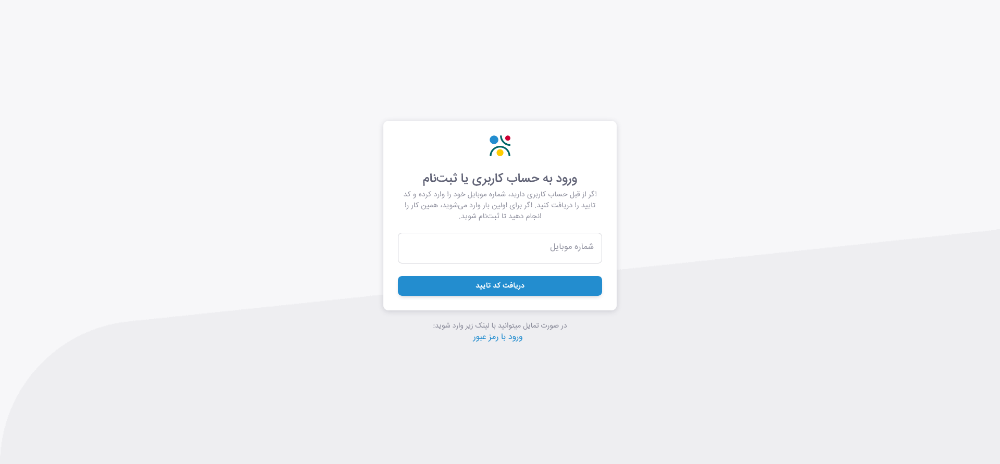 ورود به حساب کاربری یا ثبت‌نام
اگر از قبل حساب کاربری دارید، شماره موبایل خود را وارد کرده و کد
تایید را دریافت کنید. اگر برای اولین بار وارد می‌شوید، همین کار را
انجام دهید تا ثبت‌نام شوید.
شماره موبایل
دریافت کد تایید
در صورت تمایل میتوانید با لینک زیر وارد شوید:
ورود با رمز عبور